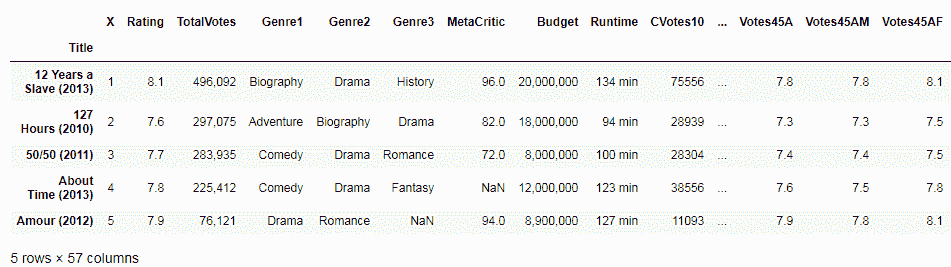 X Rating TotalVotes Genre1 Genre2 Genre3 MetaCritic Budget Runtime CVotes10 ... Votes45A Votes45AM Votes45AF
Title
12 Years a Slave (2013) 1 8.1 496,092 Biography Drama History 96.0 20,000,000 134 min 75556 ... 7.8 7.8 8.1
127 Hours (2010) 2 7.6 297,075 Adventure Biography Drama 82.0 18,000,000 94 min 28939 ... 7.3 7.3 7.5
50/50 (2011) 3 7.7 283,935 Comedy Drama Romance 72.0 8,000,000 100 min 28304 ... 7.4 7.4 7.5
About Time (2013) 4 7.8 225,412 Comedy Drama Fantasy NaN 12,000,000 123 min 38556 ... 7.6 7.5 7.8
Amour (2012) 5 7.9 76,121 Drama Romance NaN 94.0 8,900,000 127 min 11093 ... 7.9 7.8 8.1
5 rows × 57 columns